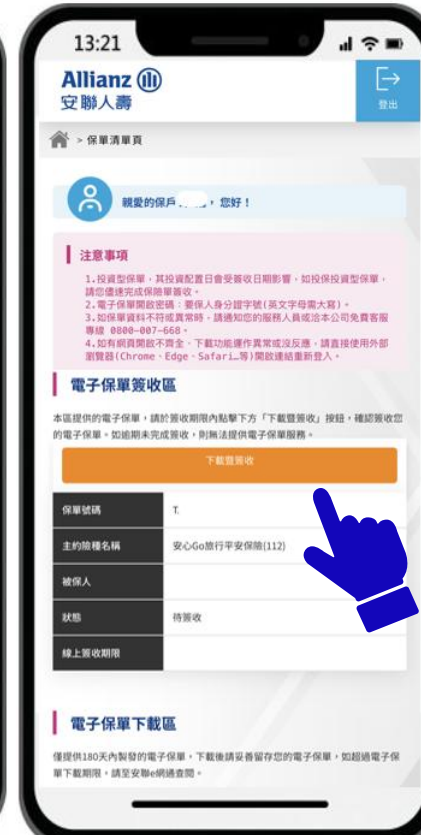 13:21
Allianz
安聯人壽
登出
> 保單清單頁
親愛的保戶 ，您好！
注意事項
1.投資型保單，其投資配置日會受簽收日期影響，如投保投資型保單，
請您儘速完成保險單簽收。
2.電子保單開啟密碼：要保人身分證字號(英文字母需大寫)。
3.如保單資料不符或異常時，請通知您的服務人員或洽本公司免費客服
專線 0800-007-668。
4.如有網頁開啟不齊全、下載功能運作異常或沒反應，請直接使用外部
瀏覽器(Chrome、Edge、Safari…等)開啟連結重新登入。
電子保單簽收區
本區提供的電子保單，請於簽收期限內點擊下方「下載暨簽收」按鈕，確認簽收您
的電子保單。如逾期未完成簽收，則無法提供電子保單服務。
下載暨簽收
保單號碼 T.
主約險種名稱 安心Go旅行平安保險(112)
被保人
狀態 待簽收
線上簽收期限
電子保單下載區
僅提供180天內製發的電子保單，下載後請妥善留存您的電子保單，如超過電子保
單下載期限，請至安聯e網通查閱。